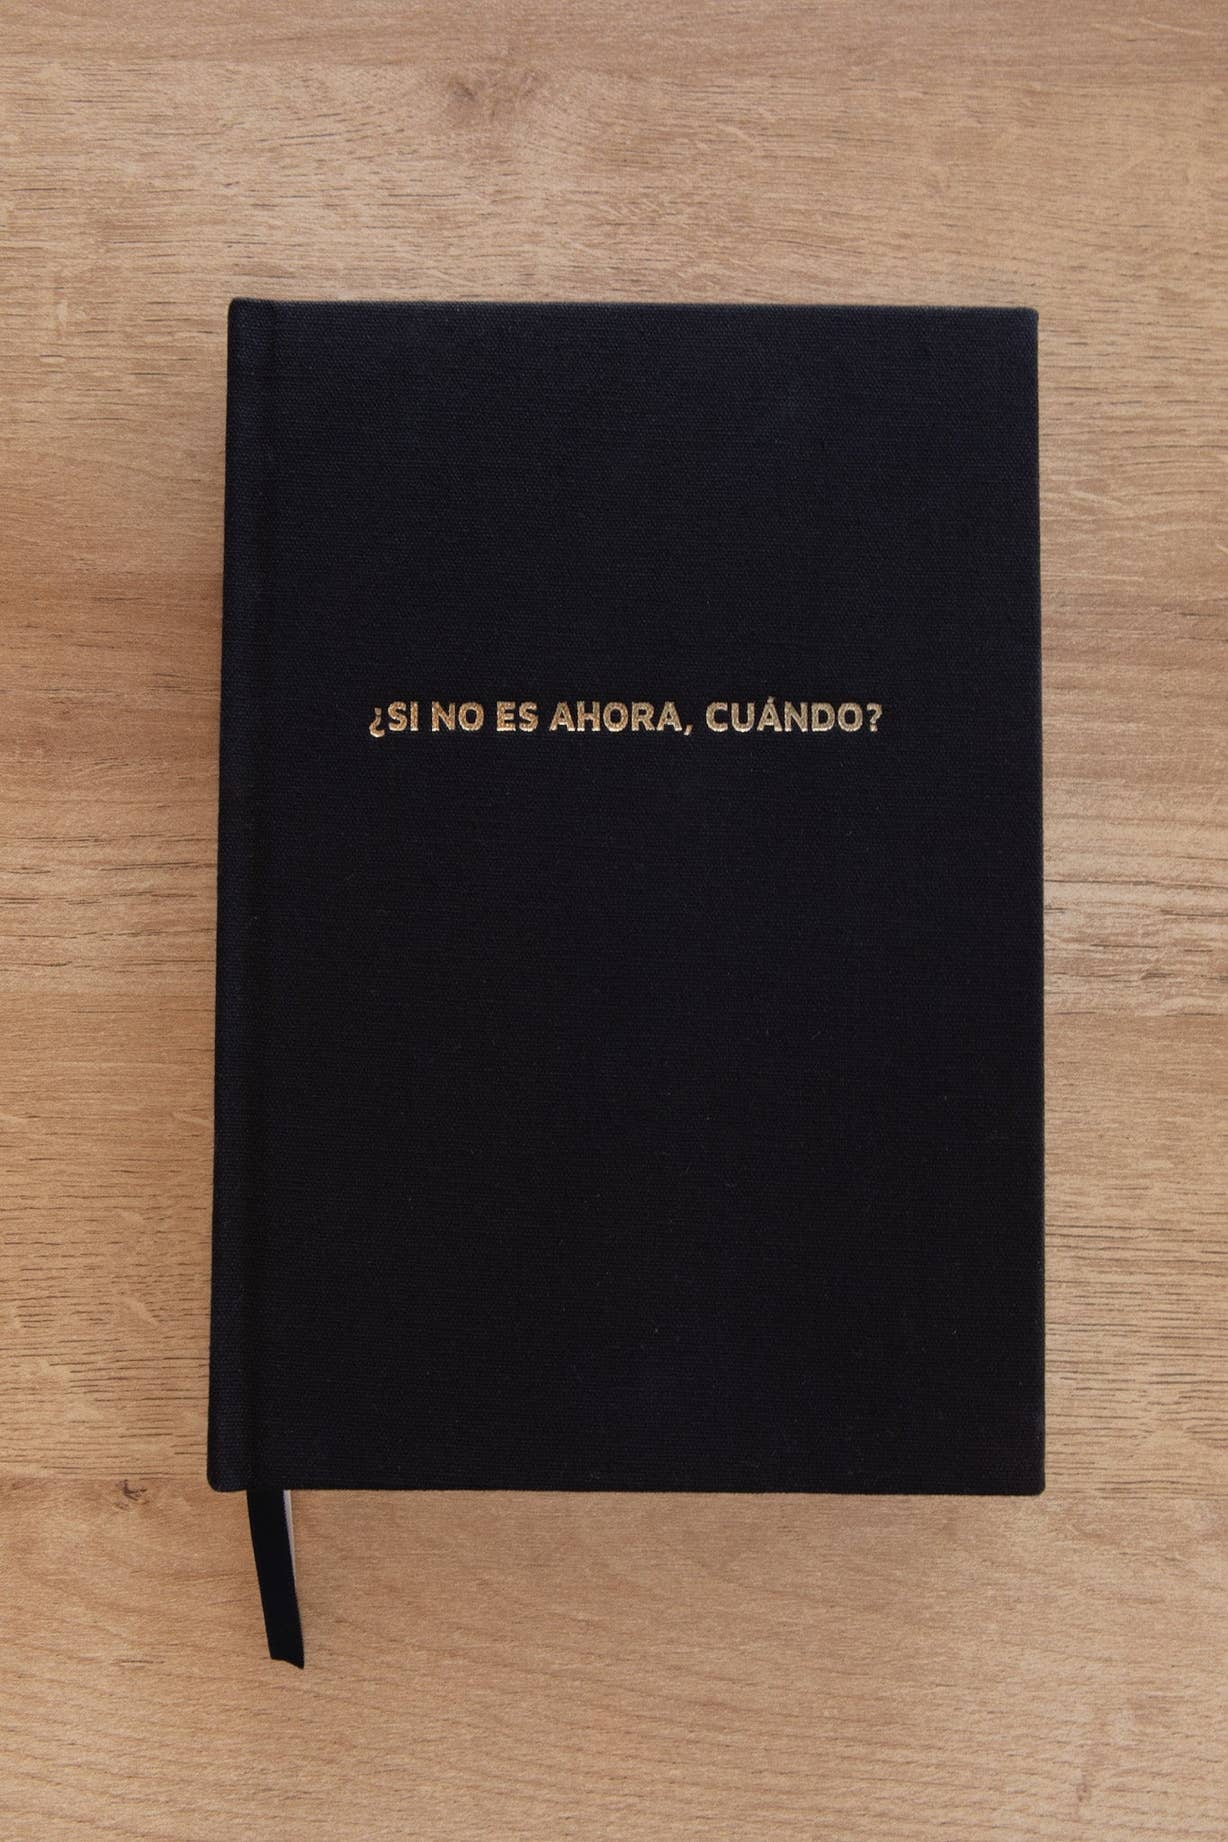 ¿SI NO ES AHORA, CUÁNDO?